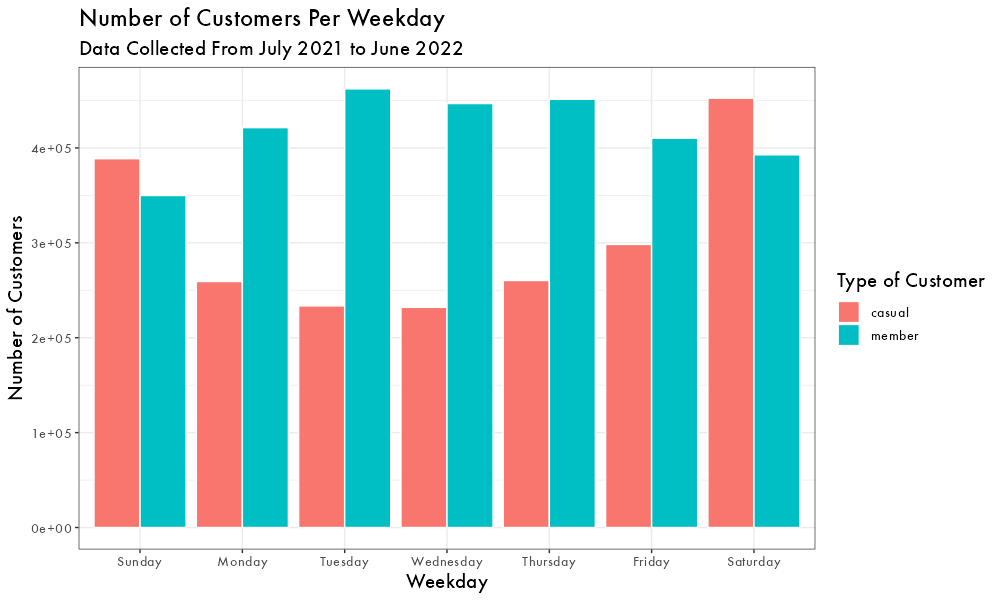 Number of Customers Per Weekday
Data Collected From July 2021 to June 2022
Number of Customers
4e+05
3e+05
2e+05
1e+05
0e+00
Sunday Monday Tuesday Wednesday Thursday Friday Saturday
Weekday
Type of Customer
casual
member